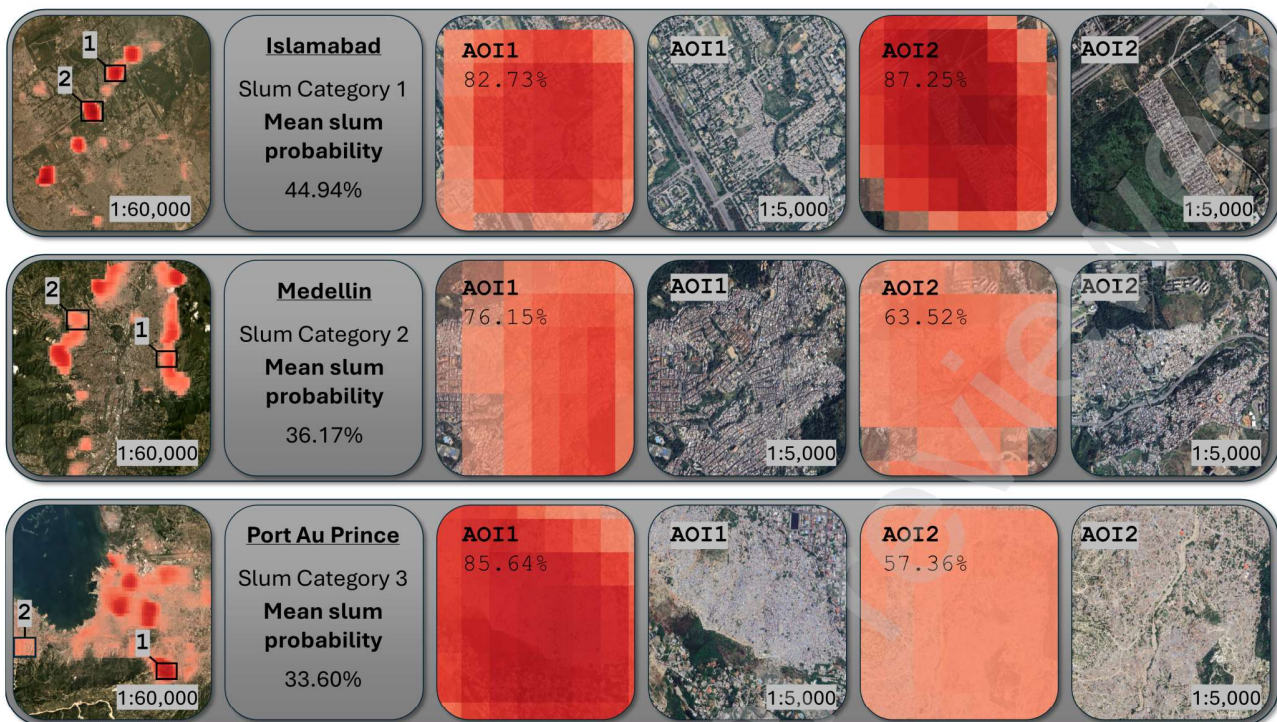 1
2
1:60,000
Islamabad
Slum Category 1
Mean slum
probability
44.94%
AOI1
82.73%
AOI1
1:5,000
AOI2
87.25%
AOI2
1:5,000
2
1
1:60,000
Medellin
Slum Category 2
Mean slum
probability
36.17%
AOI1
76.15%
AOI1
1:5,000
AOI2
63.52%
AOI2
1:5,000
2
1
1:60,000
Port Au Prince
Slum Category 3
Mean slum
probability
33.60%
AOI1
85.64%
AOI1
1:5,000
AOI2
57.36%
AOI2
1:5,000